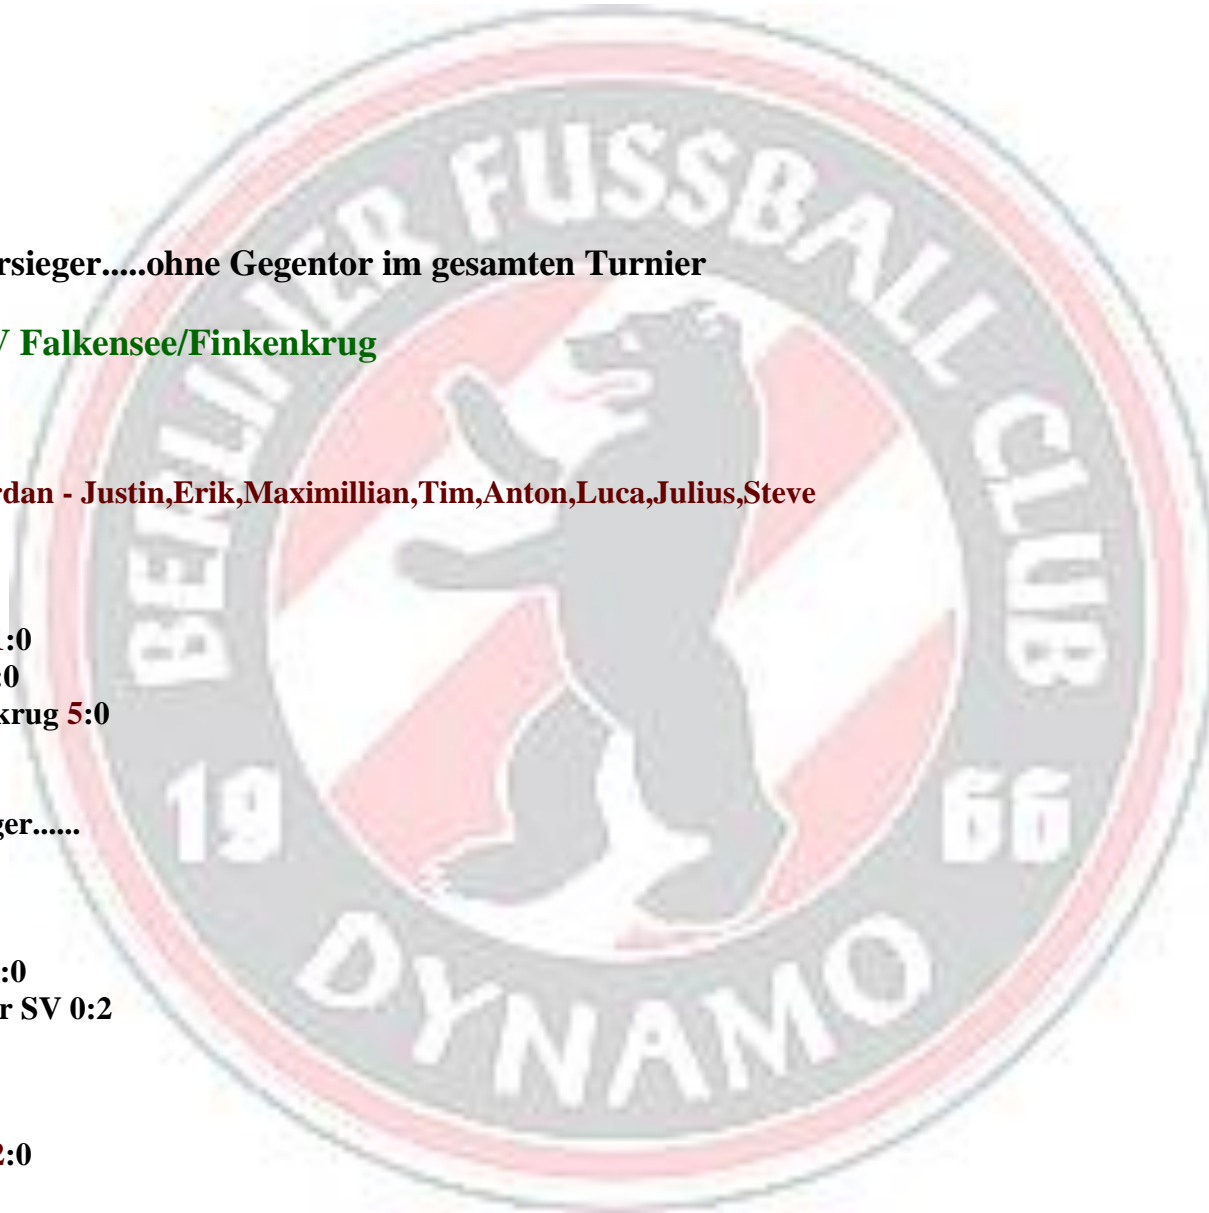 BERLINER FUSSBALL CLUB
rsieger.....ohne Gegentor im gesamten Turnier
Falkensee/Finkenkrug
rdan - Justin,Erik,Maximillian,Tim,Anton,Luca,Julius,Steve
:0
:0
krug 5:0
19 66
ger......
:0
r SV 0:2
DYNAMO
2:0